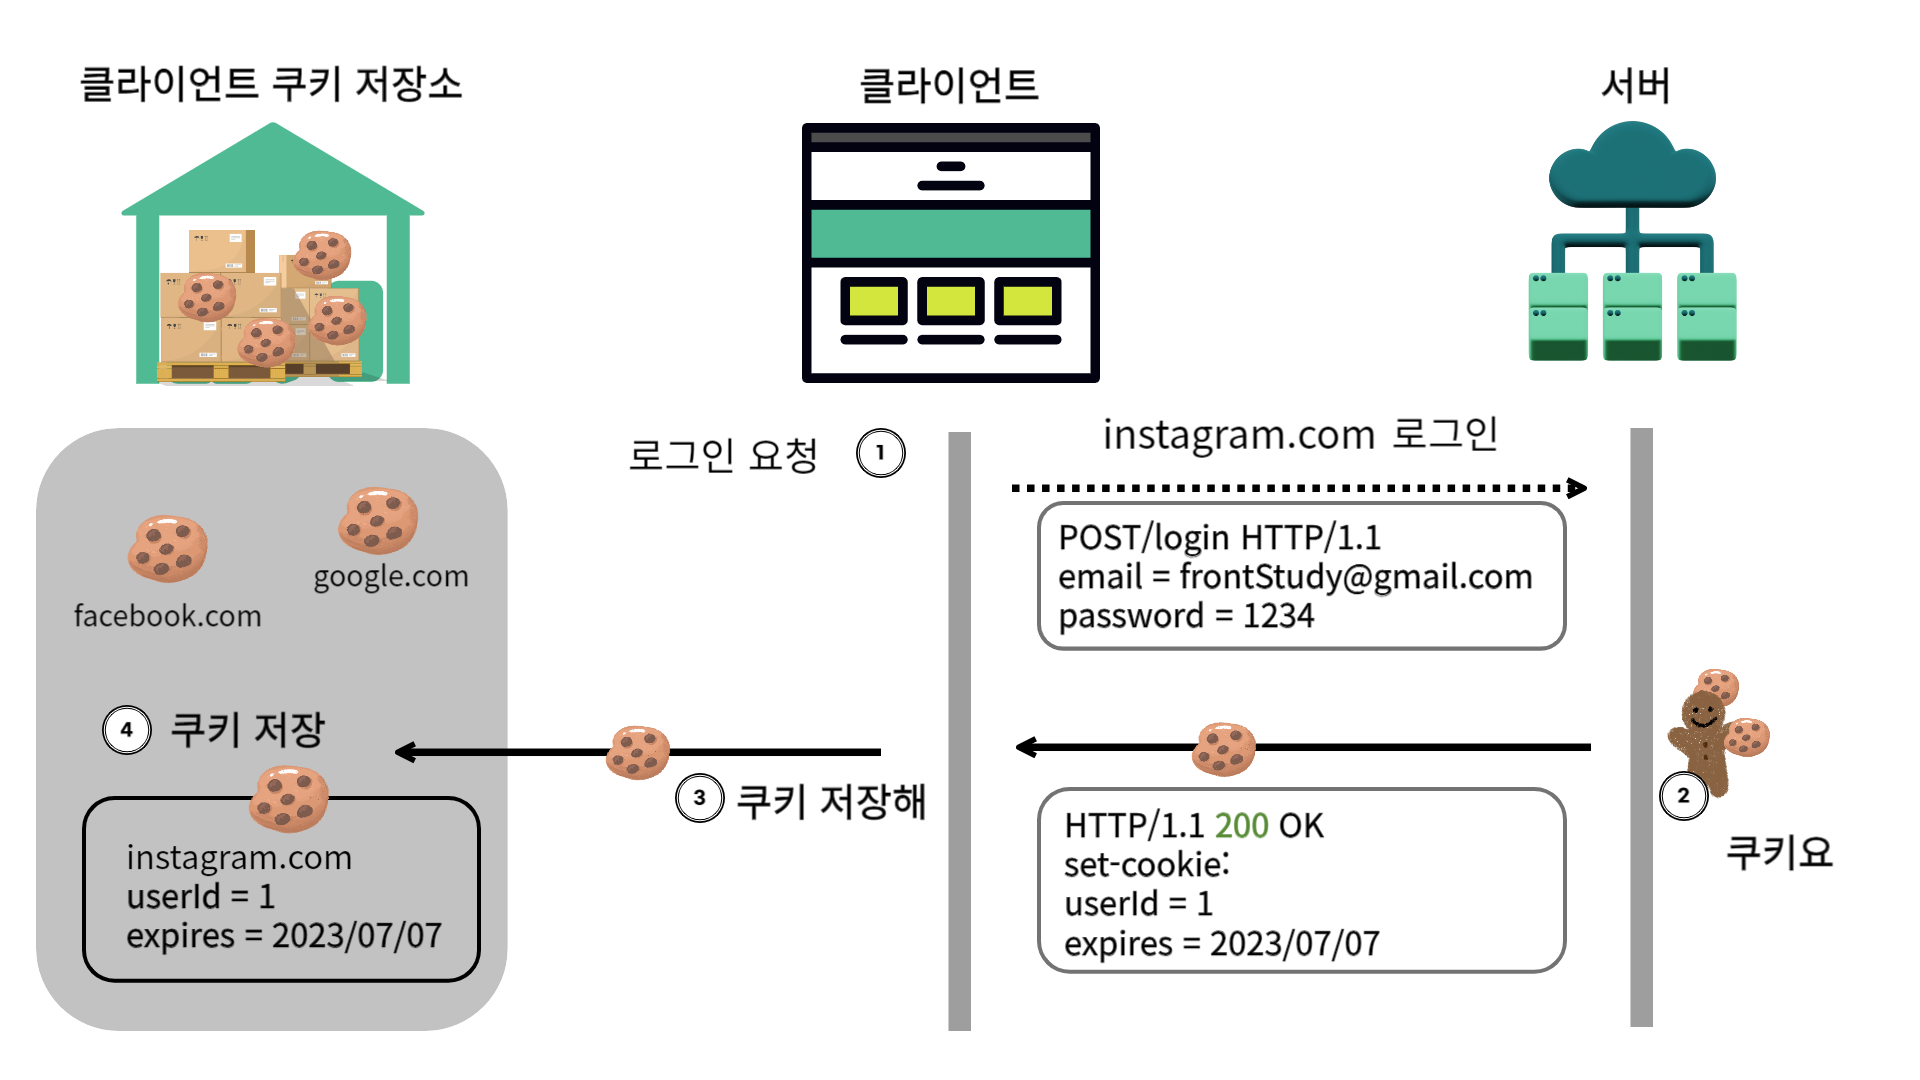 클라이언트 쿠키 저장소
클라이언트
서버
로그인 요청
1
instagram.com 로그인
POST/login HTTP/1.1
email = frontStudy@gmail.com
password = 1234
facebook.com
google.com
2
쿠키요
HTTP/1.1 200 OK
set-cookie:
userId = 1
expires = 2023/07/07
3
쿠키 저장해
4
쿠키 저장
instagram.com
userId = 1
expires = 2023/07/07